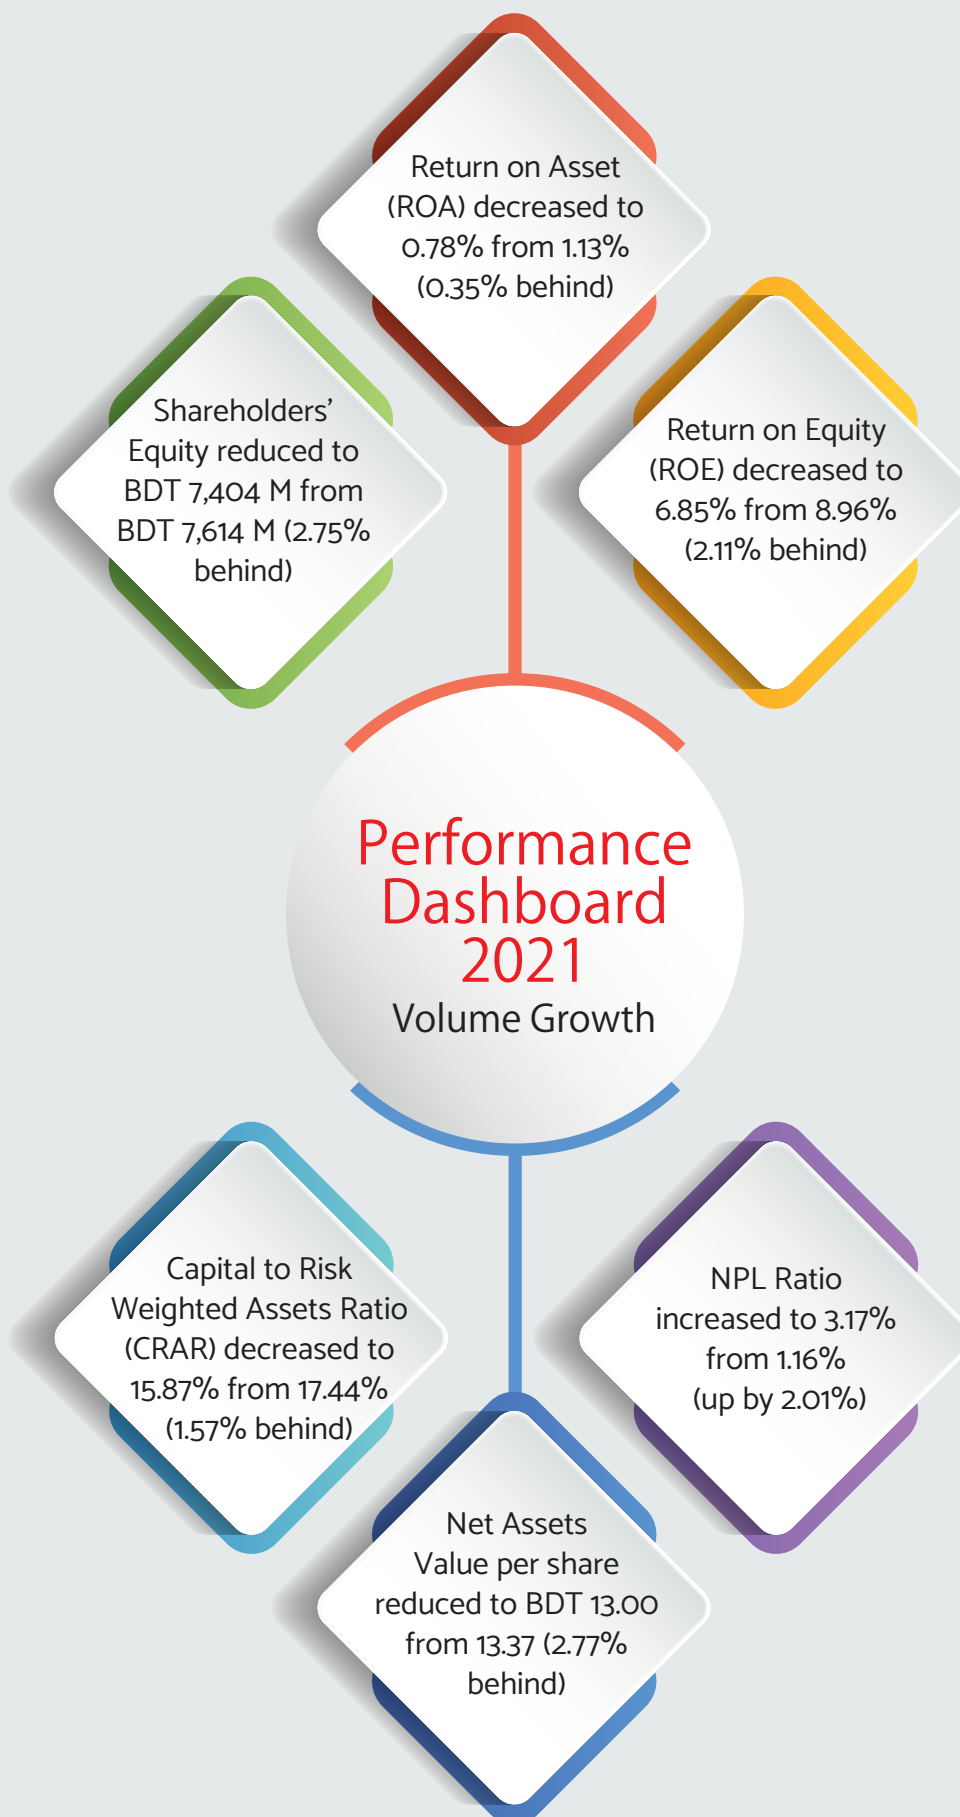 Return on Asset
(ROA) decreased to
0.78% from 1.13%
(0.35% behind)
Shareholders’
Equity reduced to
BDT 7,404 M from
BDT 7,614 M (2.75%
behind)
Return on Equity
(ROE) decreased to
6.85% from 8.96%
(2.11% behind)
Performance
Dashboard
2021
Volume Growth
Capital to Risk
Weighted Assets Ratio
(CRAR) decreased to
15.87% from 17.44%
(1.57% behind)
NPL Ratio
increased to 3.17%
from 1.16%
(up by 2.01%)
Net Assets
Value per share
reduced to BDT 13.00
from 13.37 (2.77%
behind)